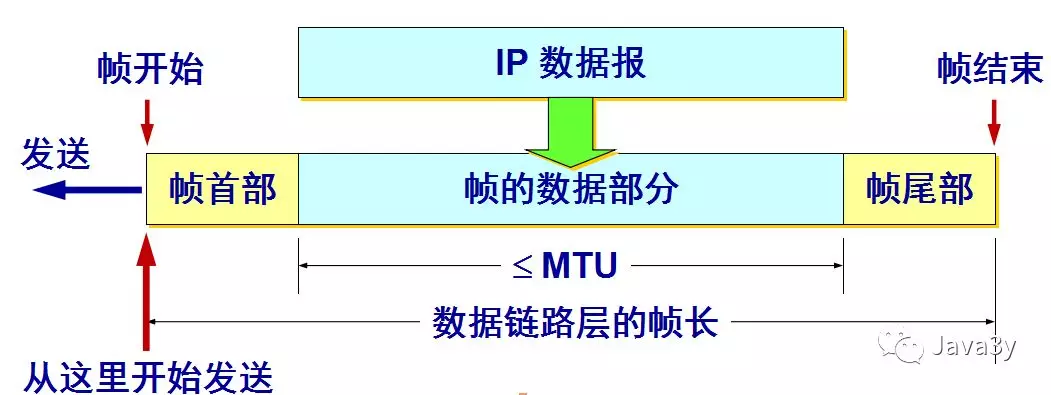 IP 数据报
帧开始
帧结束
发送
帧首部
帧的数据部分
帧尾部
≤ MTU
数据链路层的帧长
Java3y
从这里开始发送